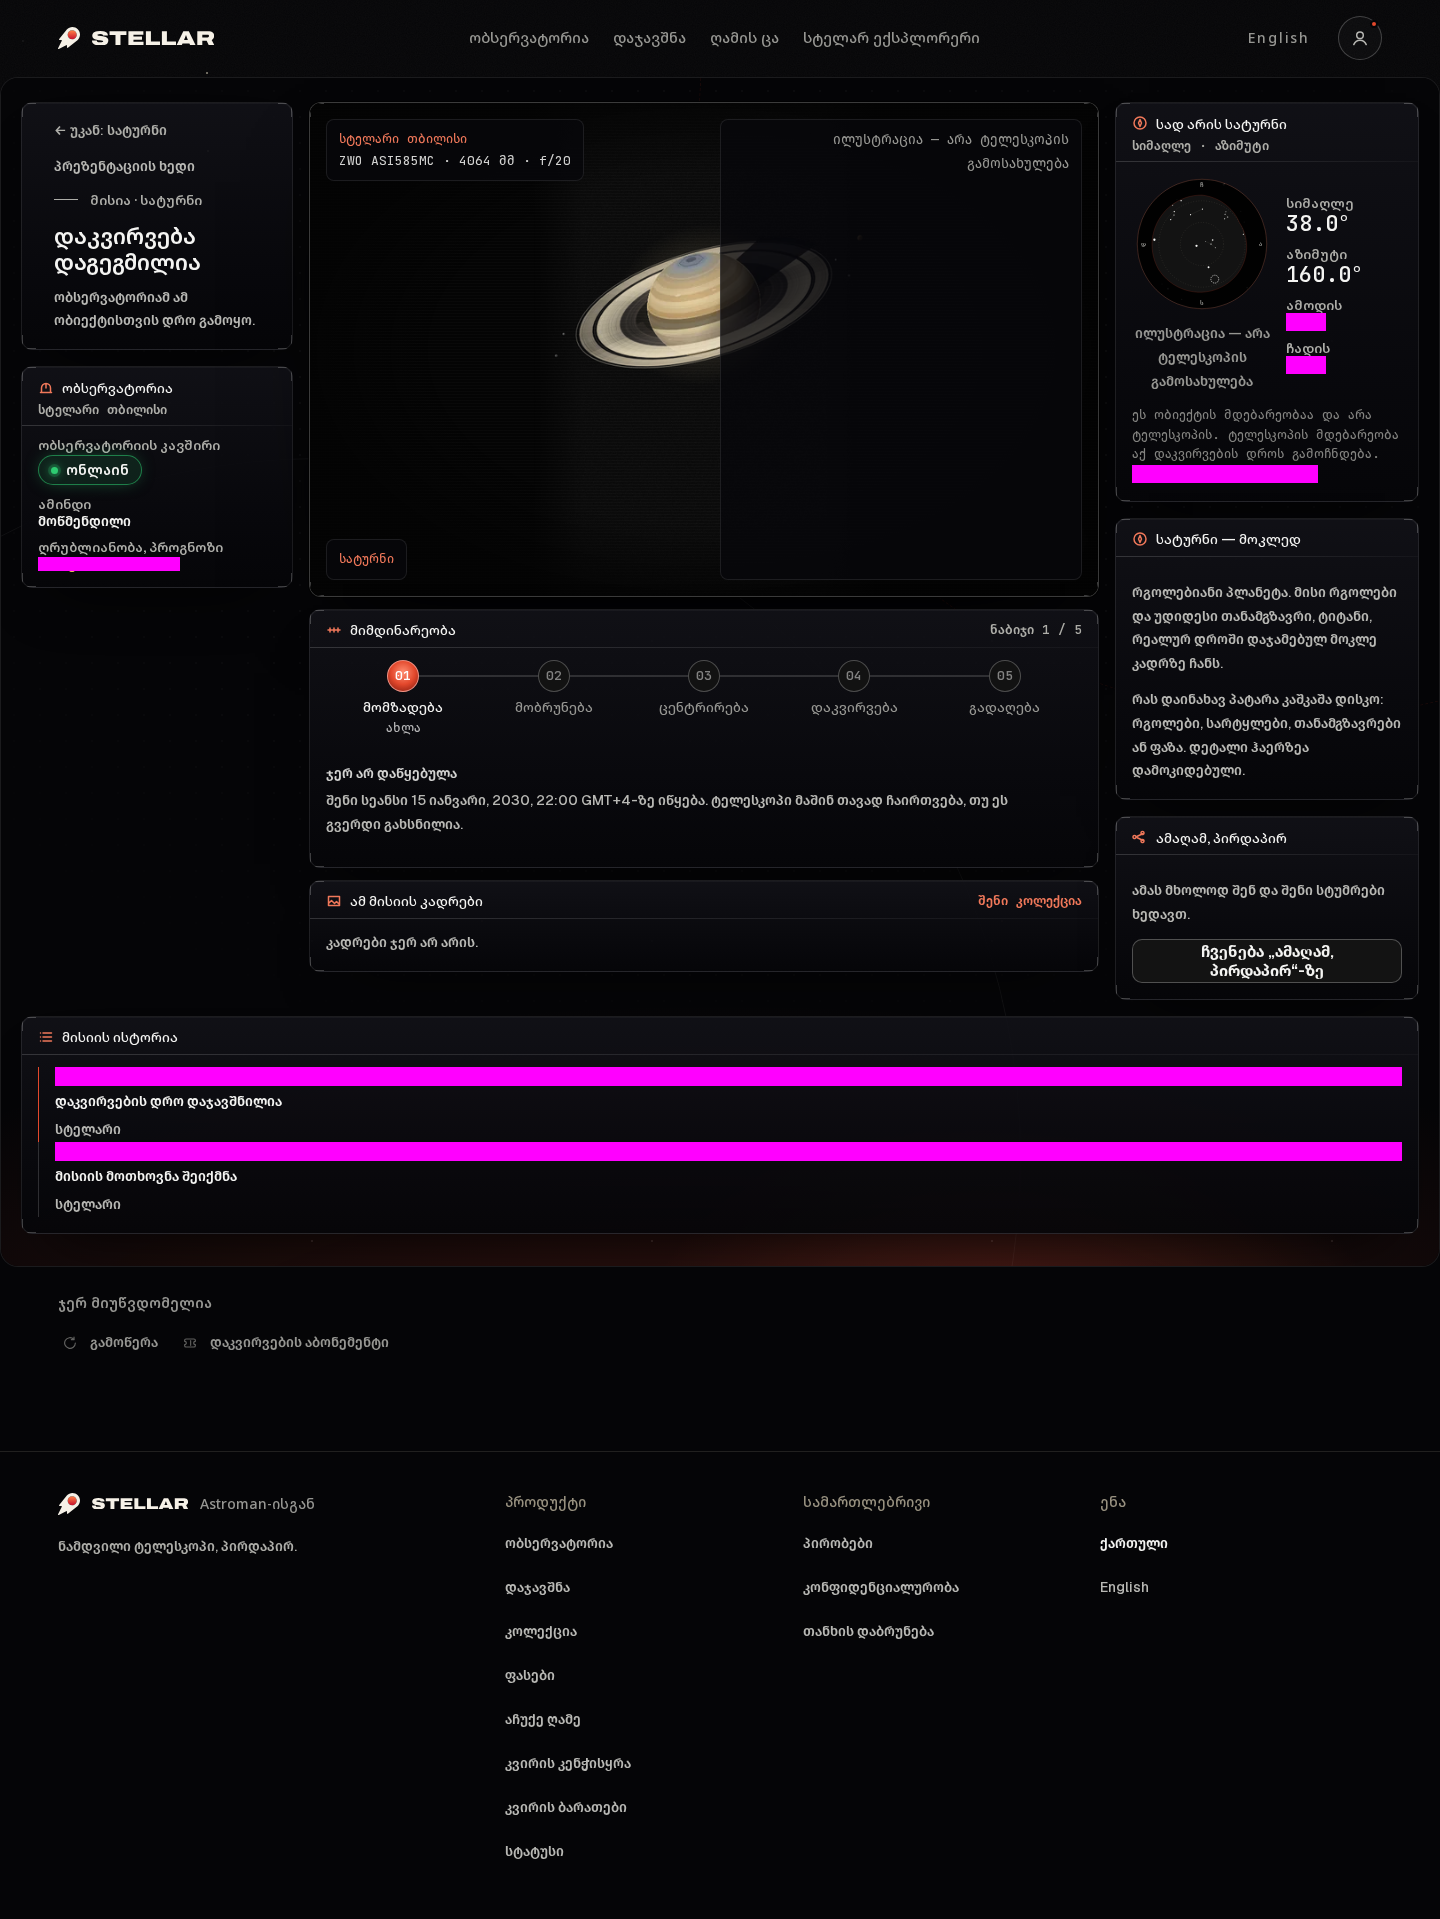 STELLAR
ობსერვატორია
დაჯავშნა
ღამის ცა
სტელარ ექსპლორერი
English
← უკან: სატურნი
პრეზენტაციის ხედი
მისია · სატურნი
დაკვირვება
დაგეგმილია
ობსერვატორიამ ამ
ობიექტისთვის დრო გამოყო.
ობსერვატორია
სტელარი თბილისი
ობსერვატორიის კავშირი
ონლაინ
ამინდი
მოწმენდილი
ღრუბლიანობა, პროგნოზი
სტელარი თბილისი
ZWO ASI585MC · 4064 მმ · f/20
ილუსტრაცია — არა ტელესკოპის
გამოსახულება
სატურნი
მიმდინარეობა
ნაბიჯი 1 / 5
01
02
03
04
05
მომზადება
მობრუნება
ცენტრირება
დაკვირვება
გადაღება
ახლა
ჯერ არ დაწყებულა
შენი სეანსი 15 იანვარი, 2030, 22:00 GMT+4-ზე იწყება. ტელესკოპი მაშინ თავად ჩაირთვება, თუ ეს
გვერდი გახსნილია.
ამ მისიის კადრები
შენი კოლექცია
კადრები ჯერ არ არის.
სად არის სატურნი
სიმაღლე · აზიმუტი
სიმაღლე
38.0°
აზიმუტი
160.0°
ამოდის
ჩადის
ილუსტრაცია — არა
ტელესკოპის
გამოსახულება
ეს ობიექტის მდებარეობაა და არა
ტელესკოპის. ტელესკოპის მდებარეობა
აქ დაკვირვების დროს გამოჩნდება.
სატურნი — მოკლედ
რგოლებიანი პლანეტა. მისი რგოლები
და უდიდესი თანამგზავრი, ტიტანი,
რეალურ დროში დაჯამებულ მოკლე
კადრზე ჩანს.
რას დაინახავ პატარა კაშკაშა დისკო:
რგოლები, სარტყლები, თანამგზავრები
ან ფაზა. დეტალი ჰაერზეა
დამოკიდებული.
ამაღამ, პირდაპირ
ამას მხოლოდ შენ და შენი სტუმრები
ხედავთ.
ჩვენება „ამაღამ,
პირდაპირ“-ზე
მისიის ისტორია
დაკვირვების დრო დაჯავშნილია
სტელარი
მისიის მოთხოვნა შეიქმნა
სტელარი
ჯერ მიუწვდომელია
გამოწერა
დაკვირვების აბონემენტი
STELLAR Astroman-ისგან
ნამდვილი ტელესკოპი, პირდაპირ.
პროდუქტი
ობსერვატორია
დაჯავშნა
კოლექცია
ფასები
აჩუქე ღამე
კვირის კენჭისყრა
კვირის ბარათები
სტატუსი
სამართლებრივი
პირობები
კონფიდენციალურობა
თანხის დაბრუნება
ენა
ქართული
English